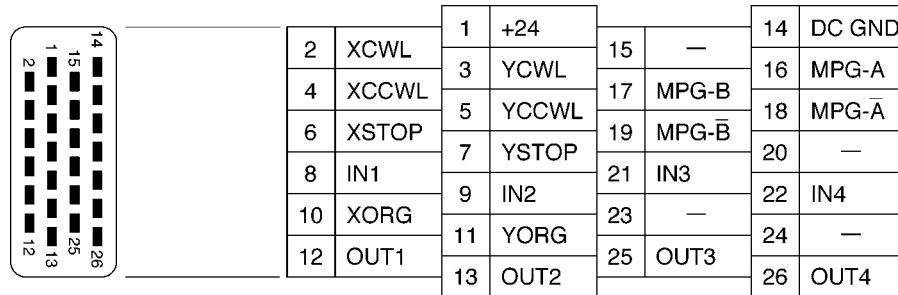 2 1 15 14
12 13 25 26
2 XCWL
4 XCCWL
6 XSTOP
8 IN1
10 XORG
12 OUT1
1 +24
3 YCWL
5 YCCWL
7 YSTOP
9 IN2
11 YORG
13 OUT2
15 —
17 MPG-B
19 MPG-B̅
21 IN3
23 —
25 OUT3
14 DC GND
16 MPG-A
18 MPG-A̅
20 —
22 IN4
24 —
26 OUT4